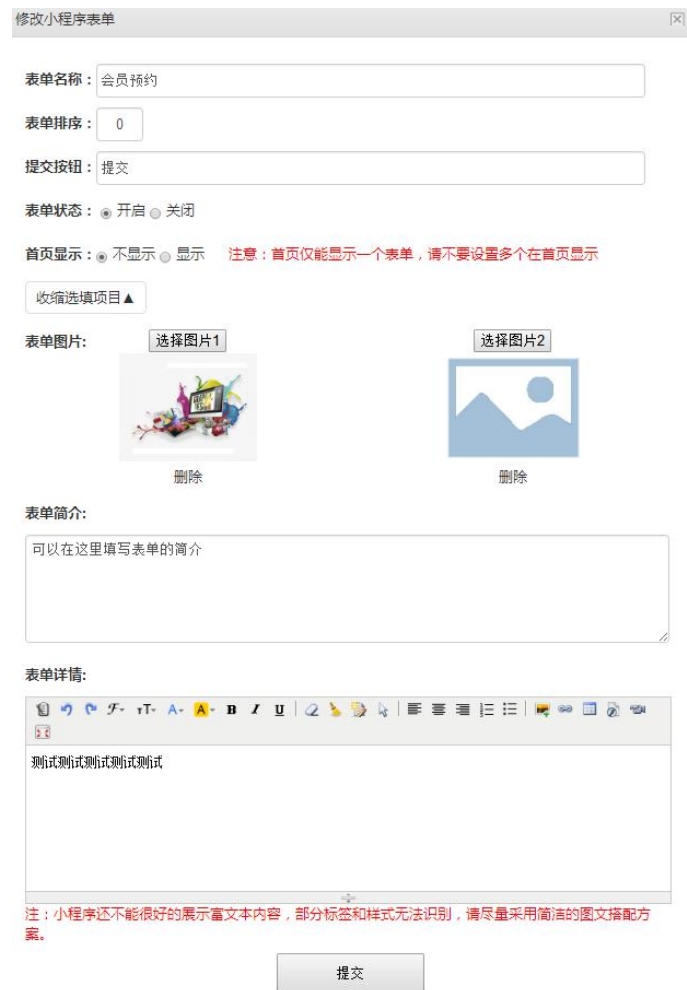 修改小程序表单
表单名称：会员预约
表单排序：0
提交按钮：提交
表单状态：开启 关闭
首页显示：不显示 显示 注意：首页仅能显示一个表单，请不要设置多个在首页显示
收缩选填项目▲
表单图片: 选择图片1 选择图片2
删除 删除
表单简介:
可以在这里填写表单的简介
表单详情:
测试测试测试测试测试
注：小程序还不能很好的展示富文本内容，部分标签和样式无法识别，请尽量采用简洁的图文搭配方
案。
提交